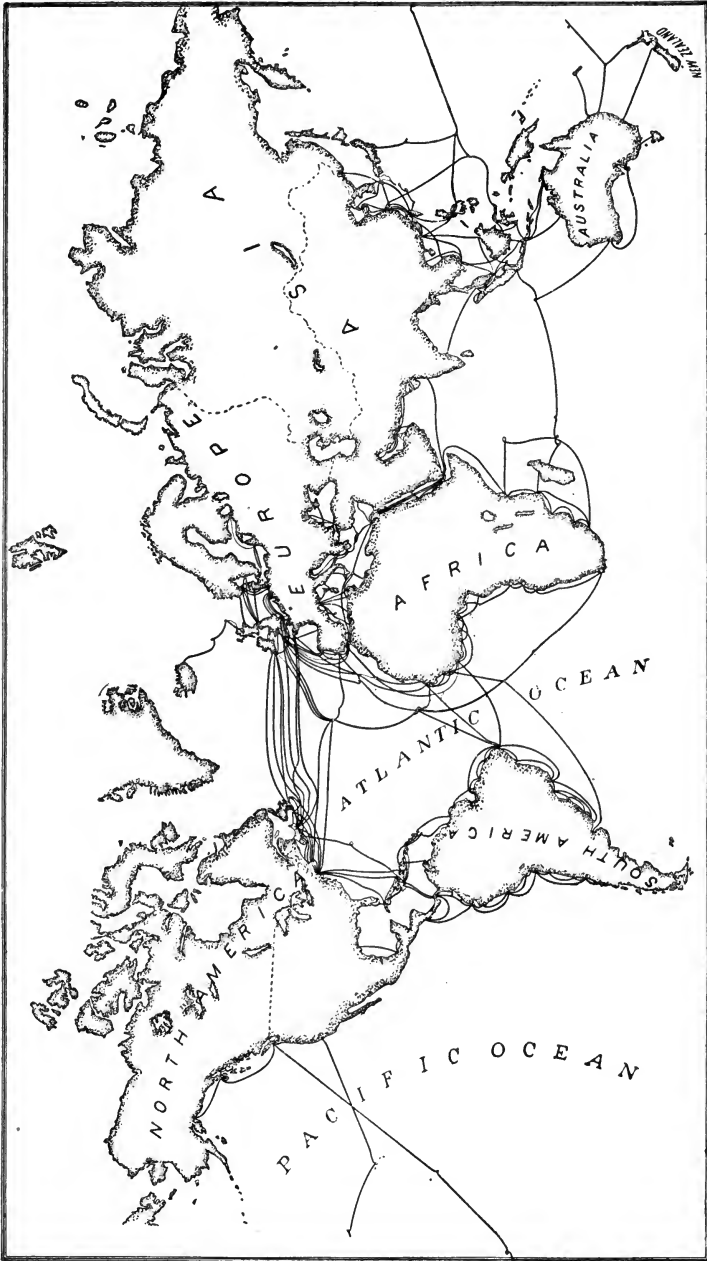 NORTH AMERICA
SOUTH AMERICA
PACIFIC OCEAN
ATLANTIC OCEAN
EUROPE
AFRICA
ASIA
AUSTRALIA
NEW ZEALAND